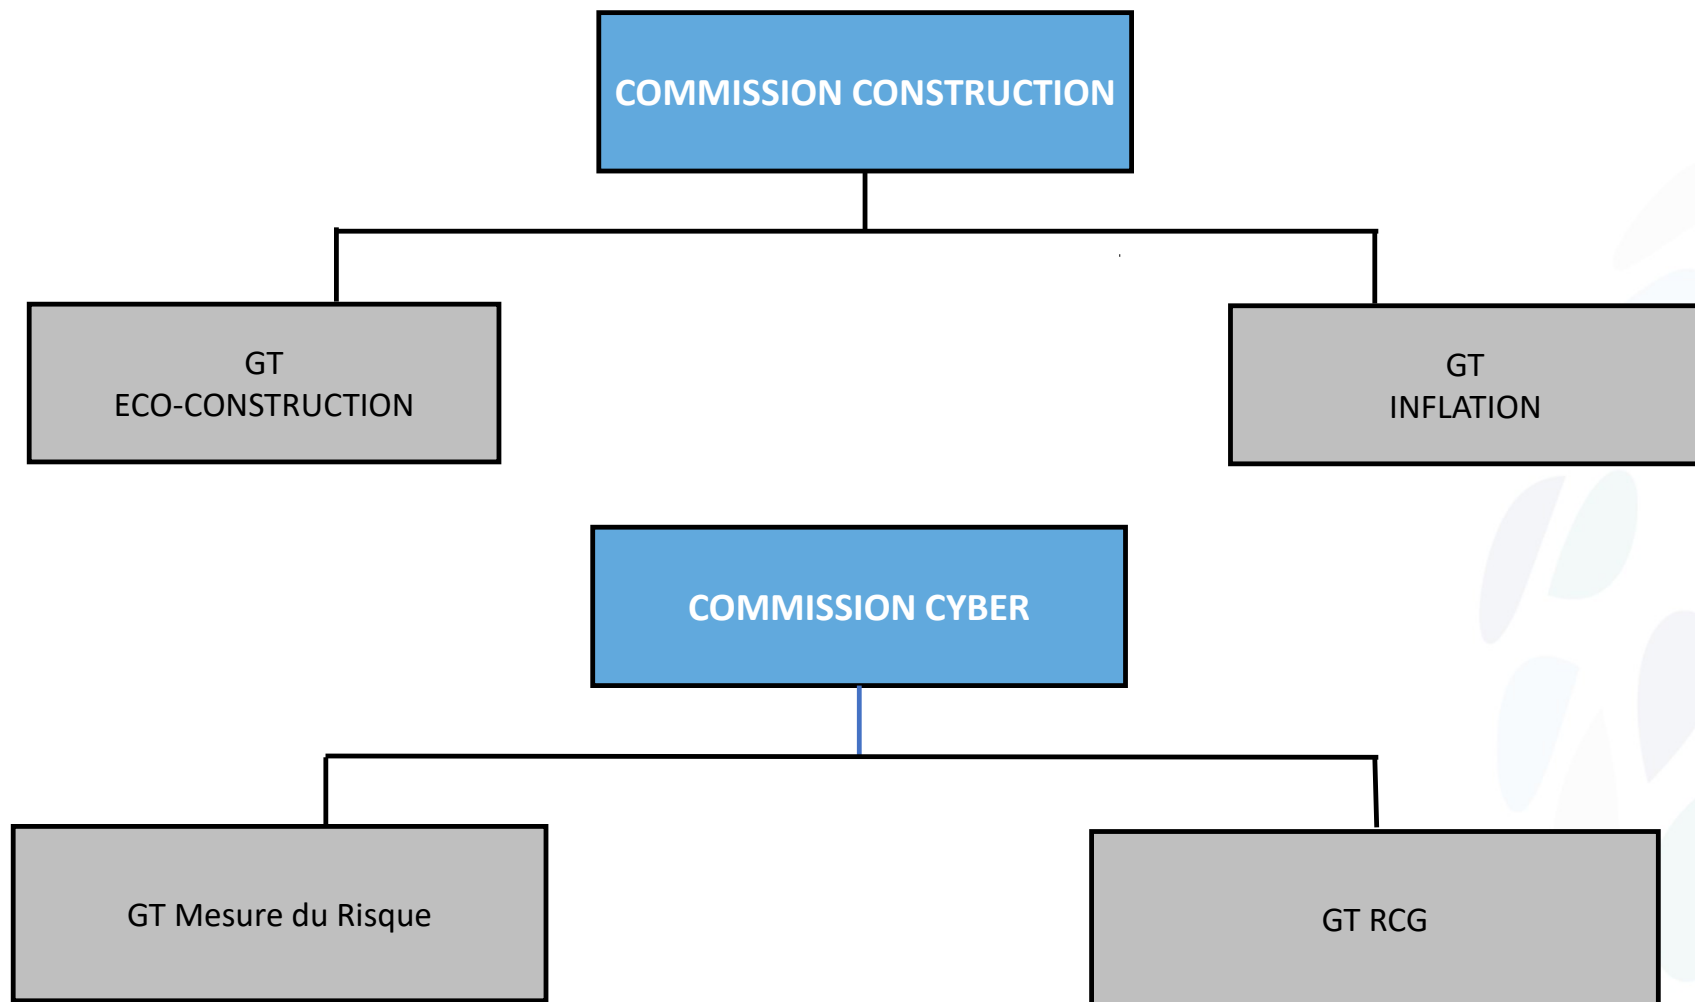 COMMISSION CONSTRUCTION
GT
ECO-CONSTRUCTION
GT
INFLATION
COMMISSION CYBER
GT Mesure du Risque
GT RCG